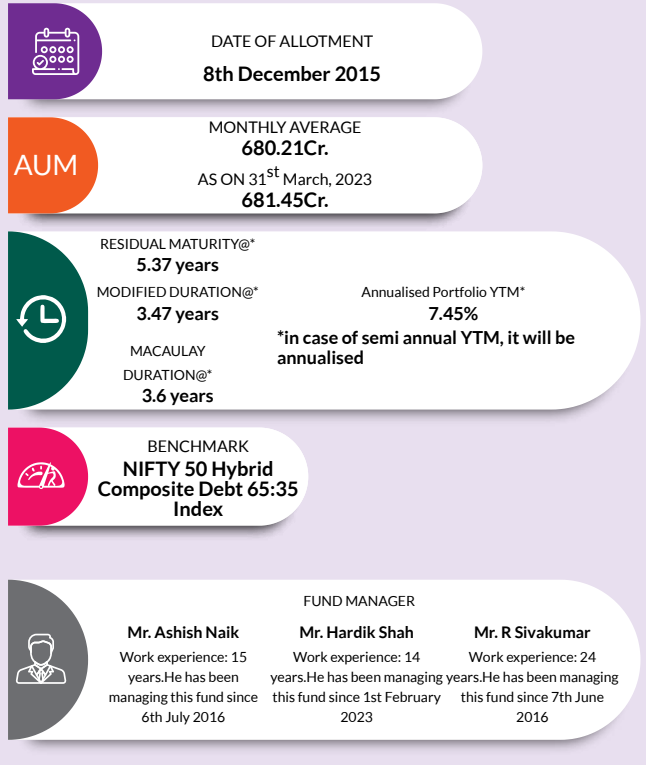 DATE OF ALLOTMENT
8th December 2015
AUM
MONTHLY AVERAGE
680.21Cr.
AS ON 31st March, 2023
681.45Cr.
RESIDUAL MATURITY@*
5.37 years
MODIFIED DURATION@*
3.47 years
MACAULAY
DURATION@*
3.6 years
Annualised Portfolio YTM*
7.45%
*in case of semi annual YTM, it will be
annualised
BENCHMARK
NIFTY 50 Hybrid
Composite Debt 65:35
Index
FUND MANAGER
Mr. Ashish Naik
Work experience: 15
years.He has been
managing this fund since
6th July 2016
Mr. Hardik Shah
Work experience: 14
years.He has been managing
this fund since 1st February
2023
Mr. R Sivakumar
Work experience: 24
years.He has been managing
this fund since 7th June
2016